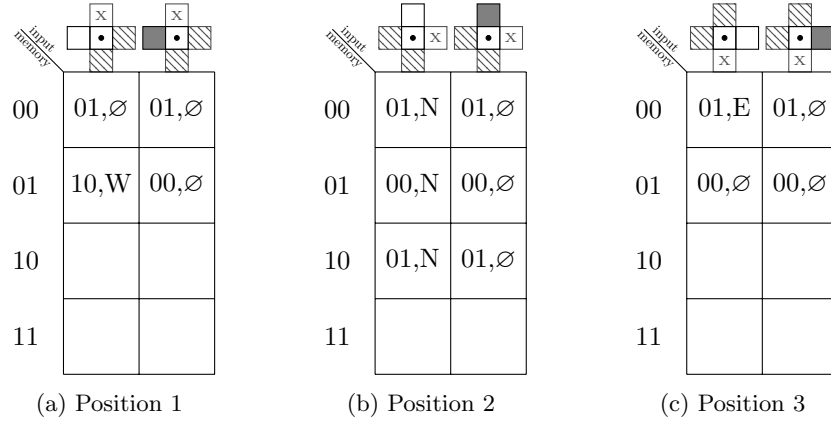 x x x x
input memory input memory input memory
x x
00 01,∅ 01,∅ 00 01,N 01,∅ 00 01,E 01,∅
01 10,W 00,∅ 01 00,N 00,∅ 01 00,∅ 00,∅
10 10 01,N 01,∅ 10
11 11 11
(a) Position 1 (b) Position 2 (c) Position 3